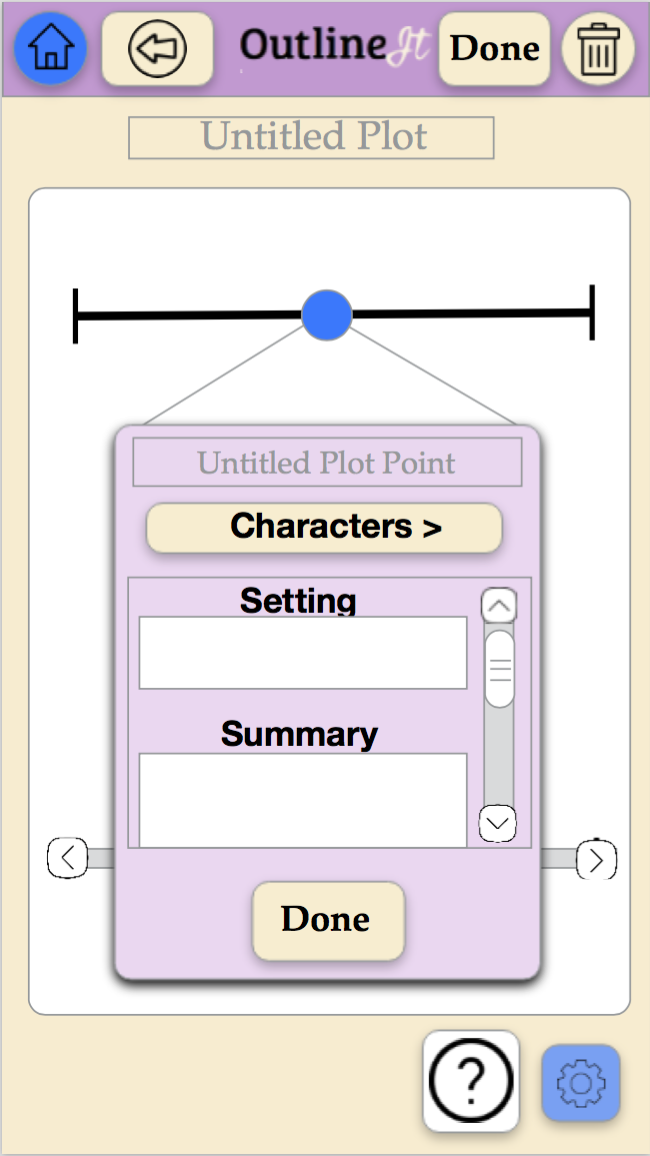 OutlineIt
Done
Untitled Plot
Untitled Plot Point
Characters >
Setting
Summary
Done
?